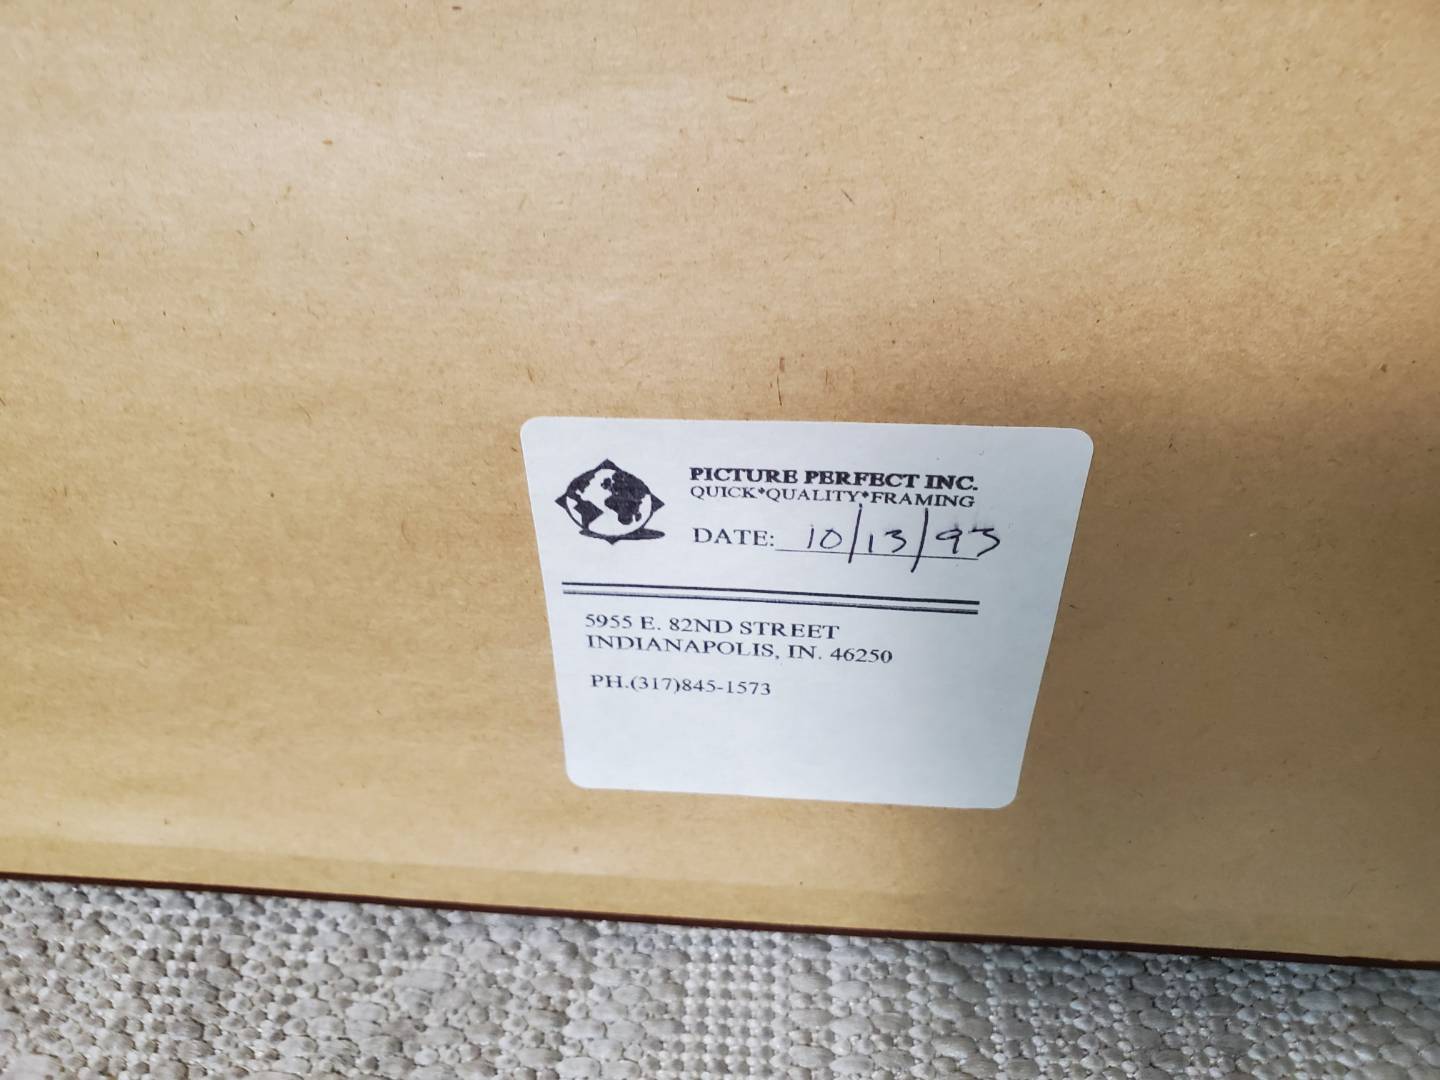 PICTURE PERFECT INC.
QUICK*QUALITY*FRAMING
DATE: 10/13/93
5955 E. 82ND STREET
INDIANAPOLIS, IN. 46250
PH.(317)845-1573